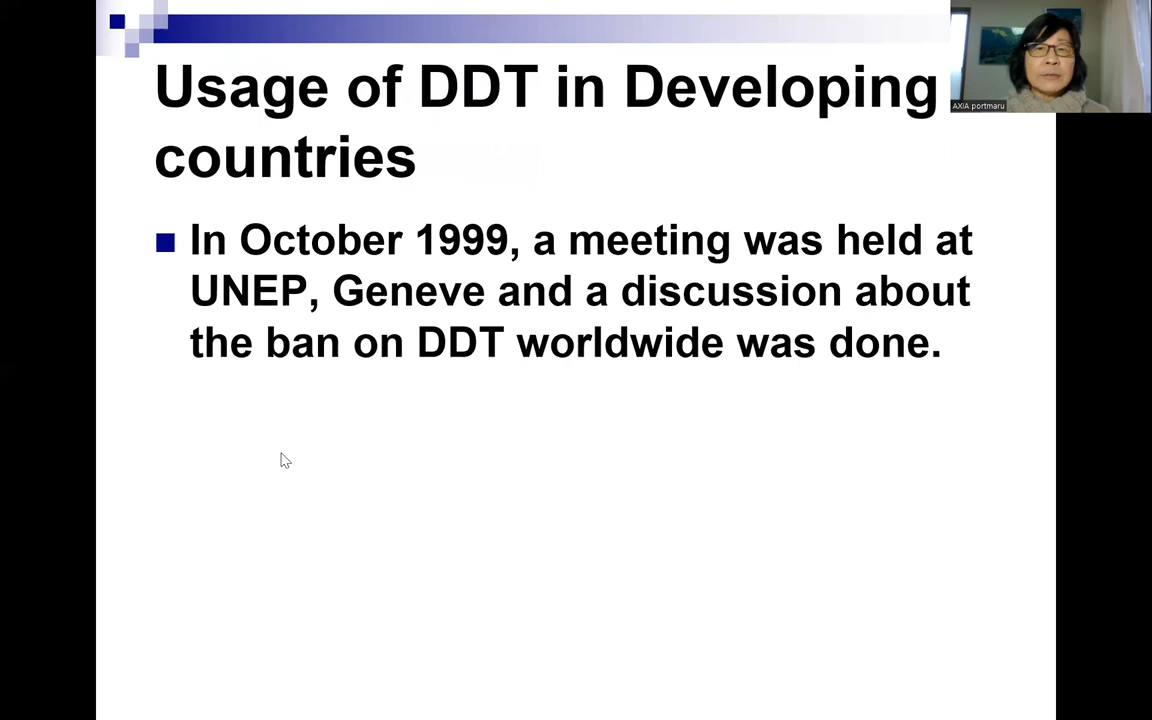 Usage of DDT in Developing
countries
In October 1999, a meeting was held at
UNEP, Geneve and a discussion about
the ban on DDT worldwide was done.
AXIA portmaru